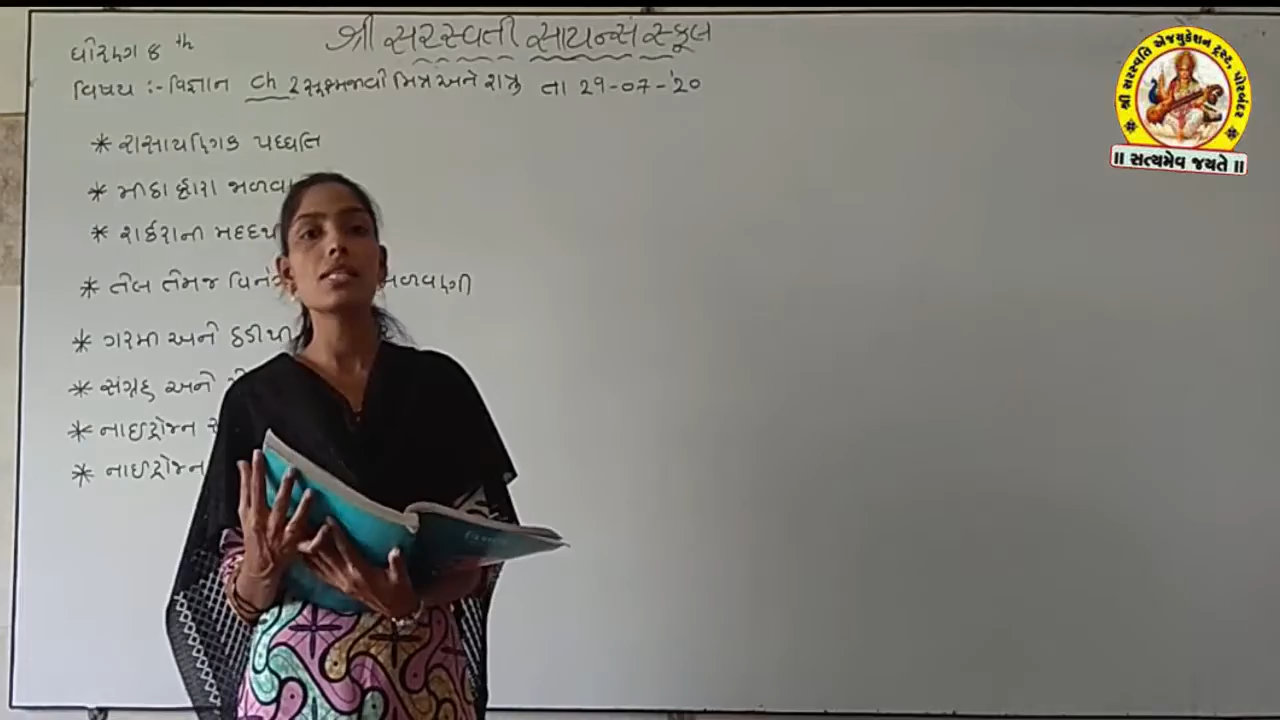 શ્રી સરસ્વતી સાયન્સ સ્કૂલ
ધોરણ 8 th
વિષય :- વિજ્ઞાન Ch 2 સૂક્ષ્મજીવો મિત્ર અને શત્રુ તા 29-07-'20
* રાસાયણિક પધ્ધતિ
* મીઠા દ્વારા જાળવ
* શર્કરાની મદદથ
* તેલ તેમજ વિને ળવણી
* ગરમી અને ઠંડીથી
* સંગ્રહ અને
* નાઇટ્રોજન
* નાઇટ્રોજન
શ્રી સરસ્વતિ એજ્યુકેશન ટ્રસ્ટ, પોરબંદર
॥ સત્યમેવ જયતે ॥